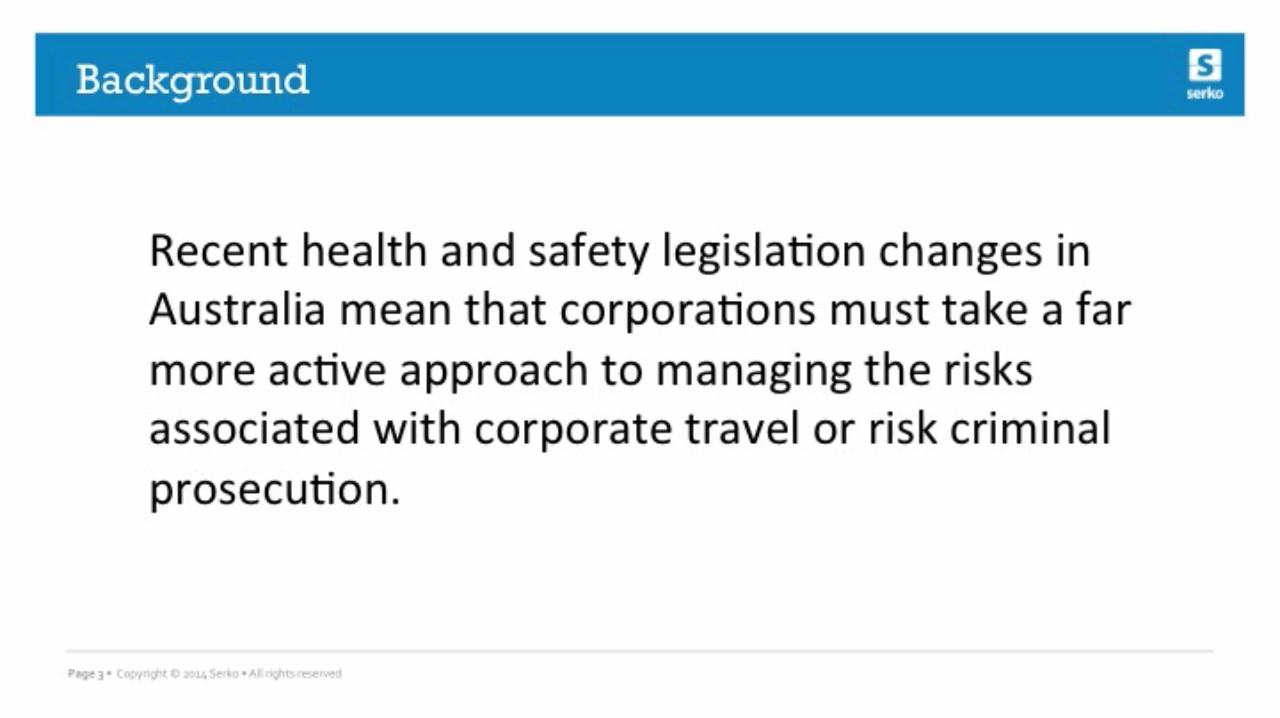 Background
S
serko
Recent health and safety legislation changes in
Australia mean that corporations must take a far
more active approach to managing the risks
associated with corporate travel or risk criminal
prosecution.
Page 3 • Copyright © 2014 Serko • All rights reserved